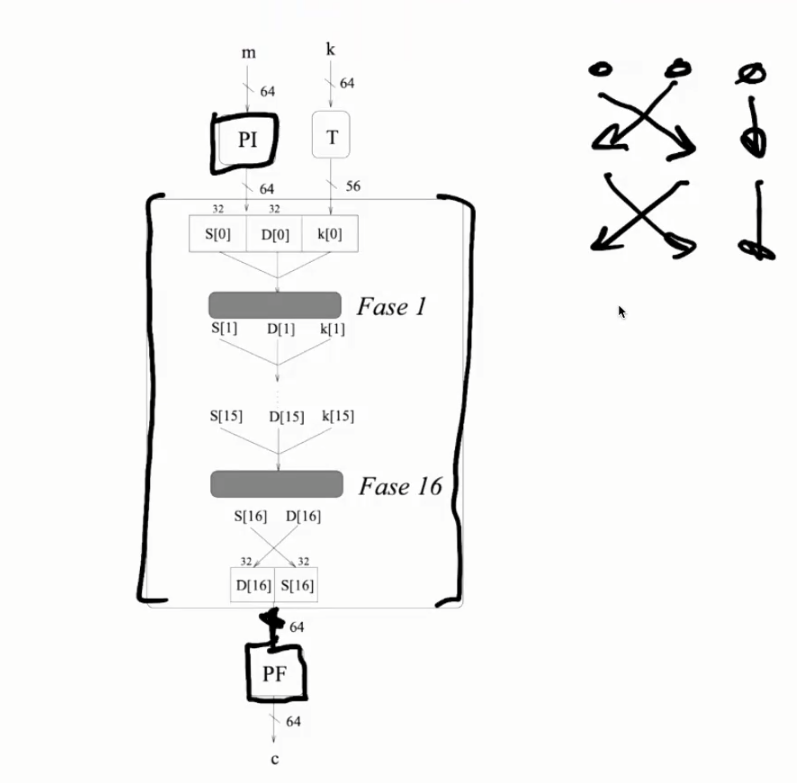 m k
64 64
PI T
64 56
32 32
S[0] D[0] k[0]
Fase 1
S[1] D[1] k[1]
S[15] D[15] k[15]
Fase 16
S[16] D[16]
32 32
D[16] S[16]
64
PF
64
c